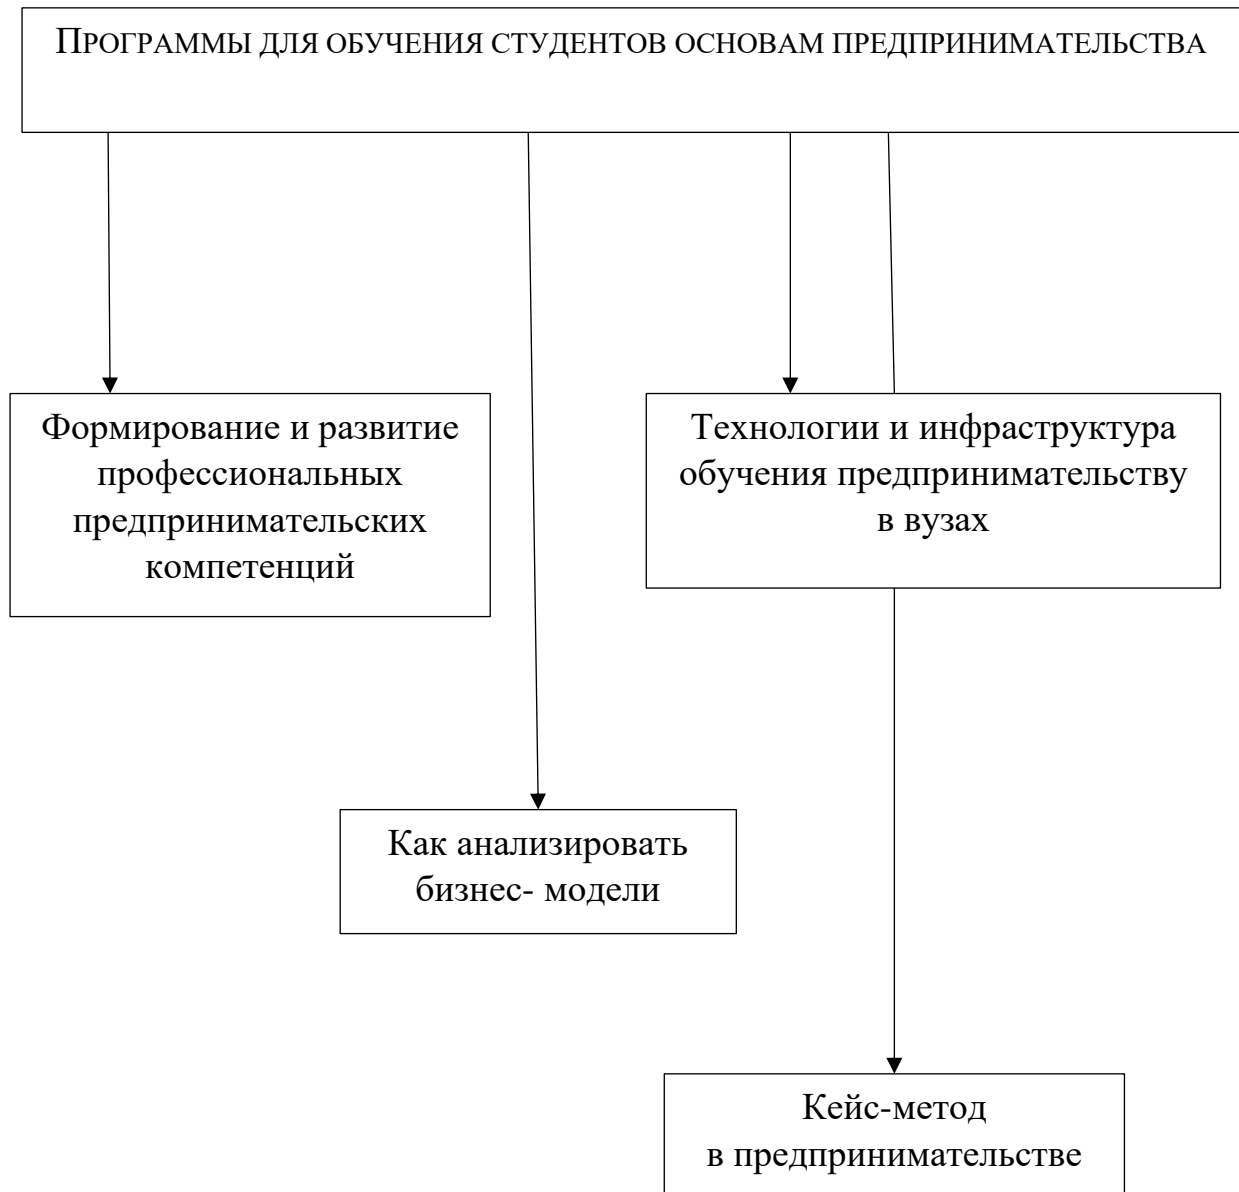 ПРОГРАММЫ ДЛЯ ОБУЧЕНИЯ СТУДЕНТОВ ОСНОВАМ ПРЕДПРИНИМАТЕЛЬСТВА
Формирование и развитие
профессиональных
предпринимательских
компетенций
Технологии и инфраструктура
обучения предпринимательству
в вузах
Как анализировать
бизнес- модели
Кейс-метод
в предпринимательстве